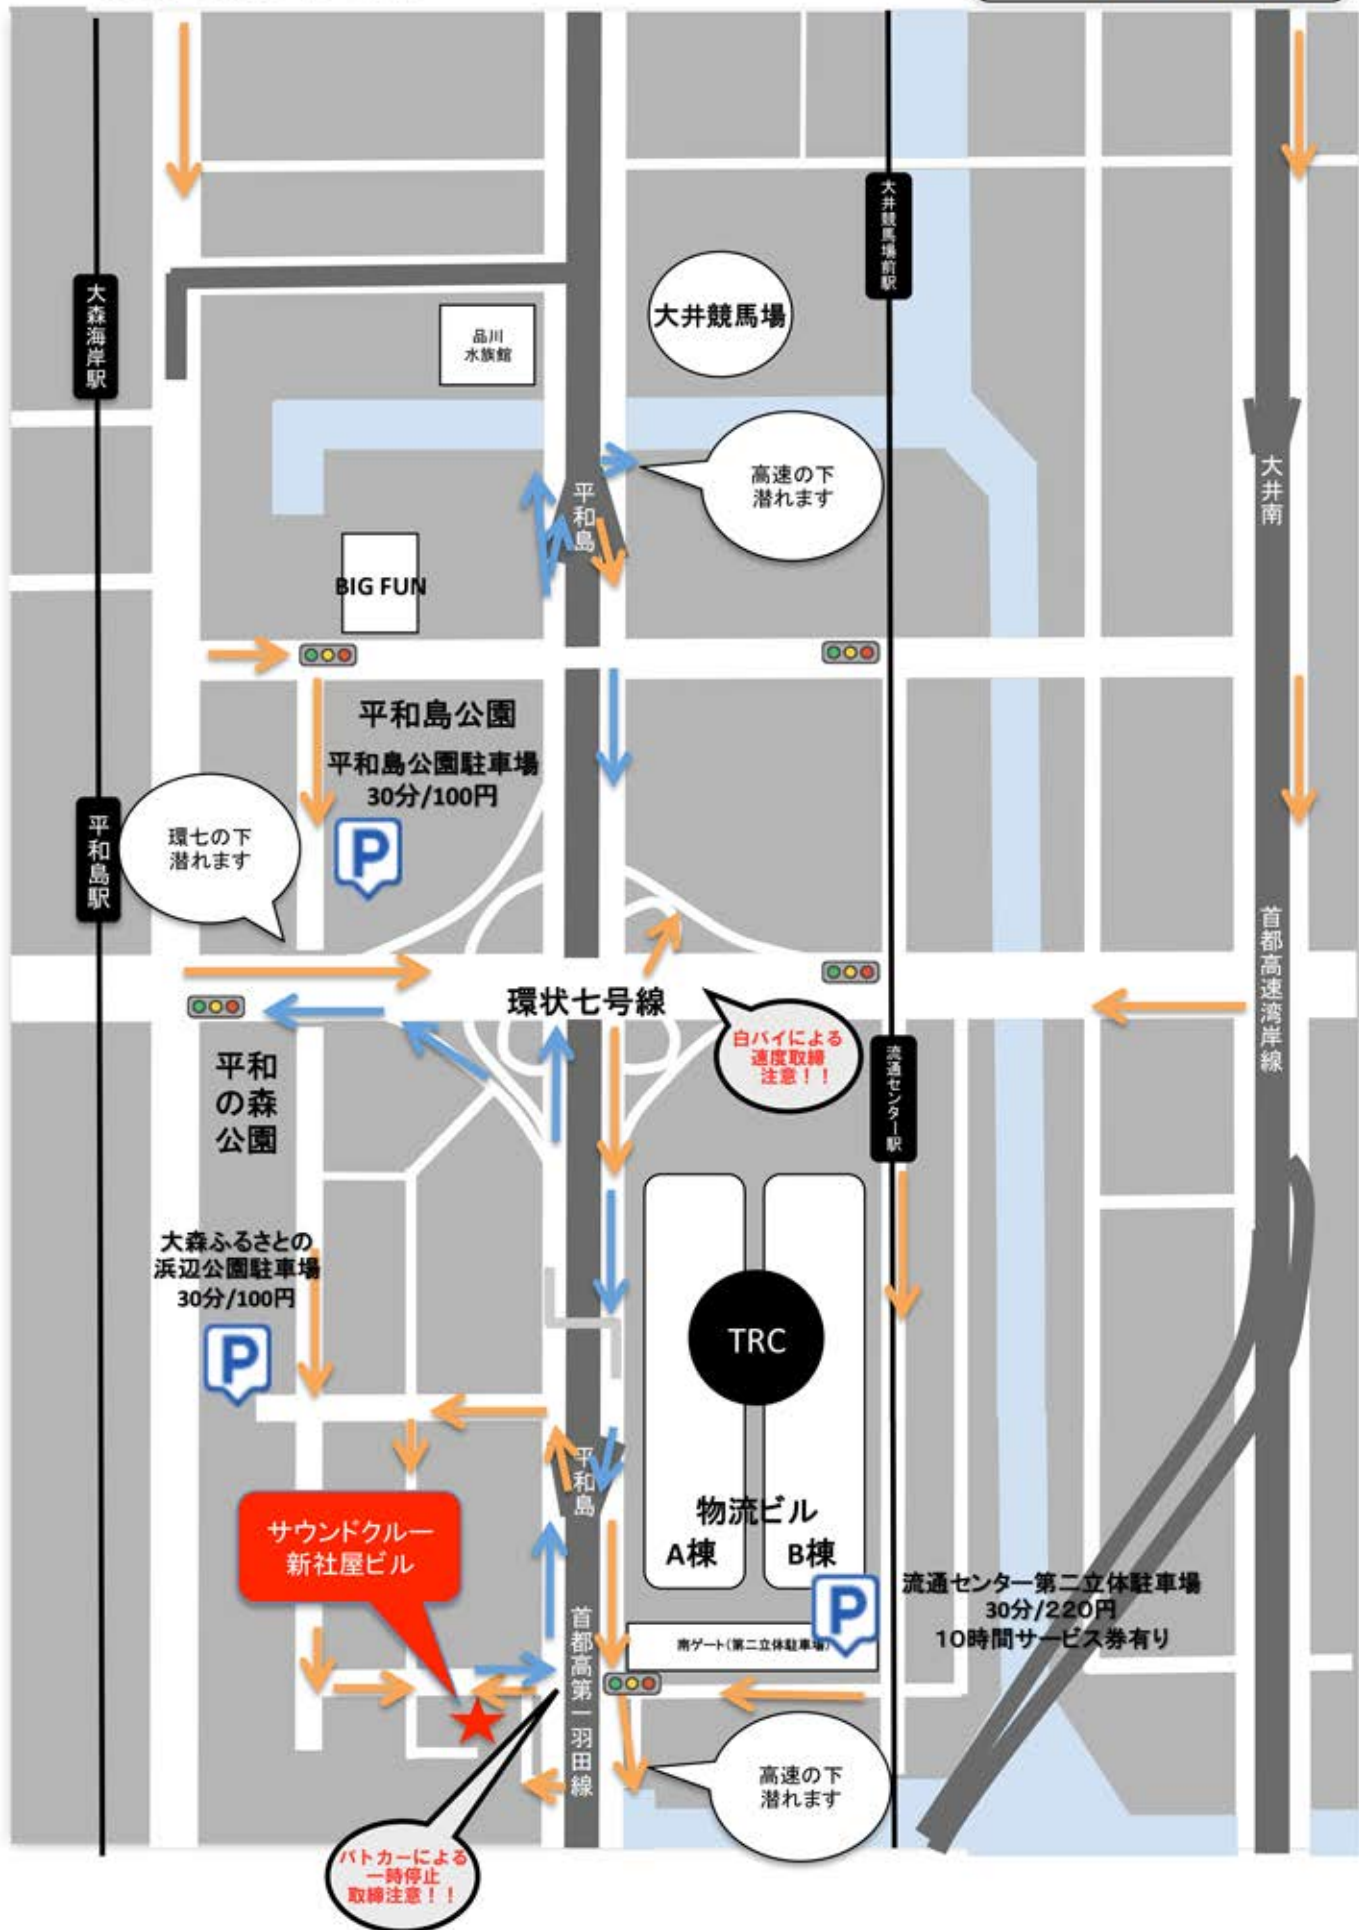 大井競馬場前駅
大森海岸駅
品川
水族館
大井競馬場
高速の下
潜れます
大井南
平和島
BIG FUN
平和島公園
平和島公園駐車場
30分/100円
P
環七の下
潜れます
平和島駅
首都高速湾岸線
環状七号線
白バイによる
速度取締
注意！！
流通センター駅
平和
の森
公園
大森ふるさとの
浜辺公園駐車場
30分/100円
P
TRC
平和島
物流ビル
A棟
B棟
サウンドクルー
新社屋ビル
流通センター第二立体駐車場
30分/220円
10時間サービス券有り
P
南ゲート(第二立体駐車場)
首都高第一羽田線
高速の下
潜れます
パトカーによる
一時停止
取締注意！！